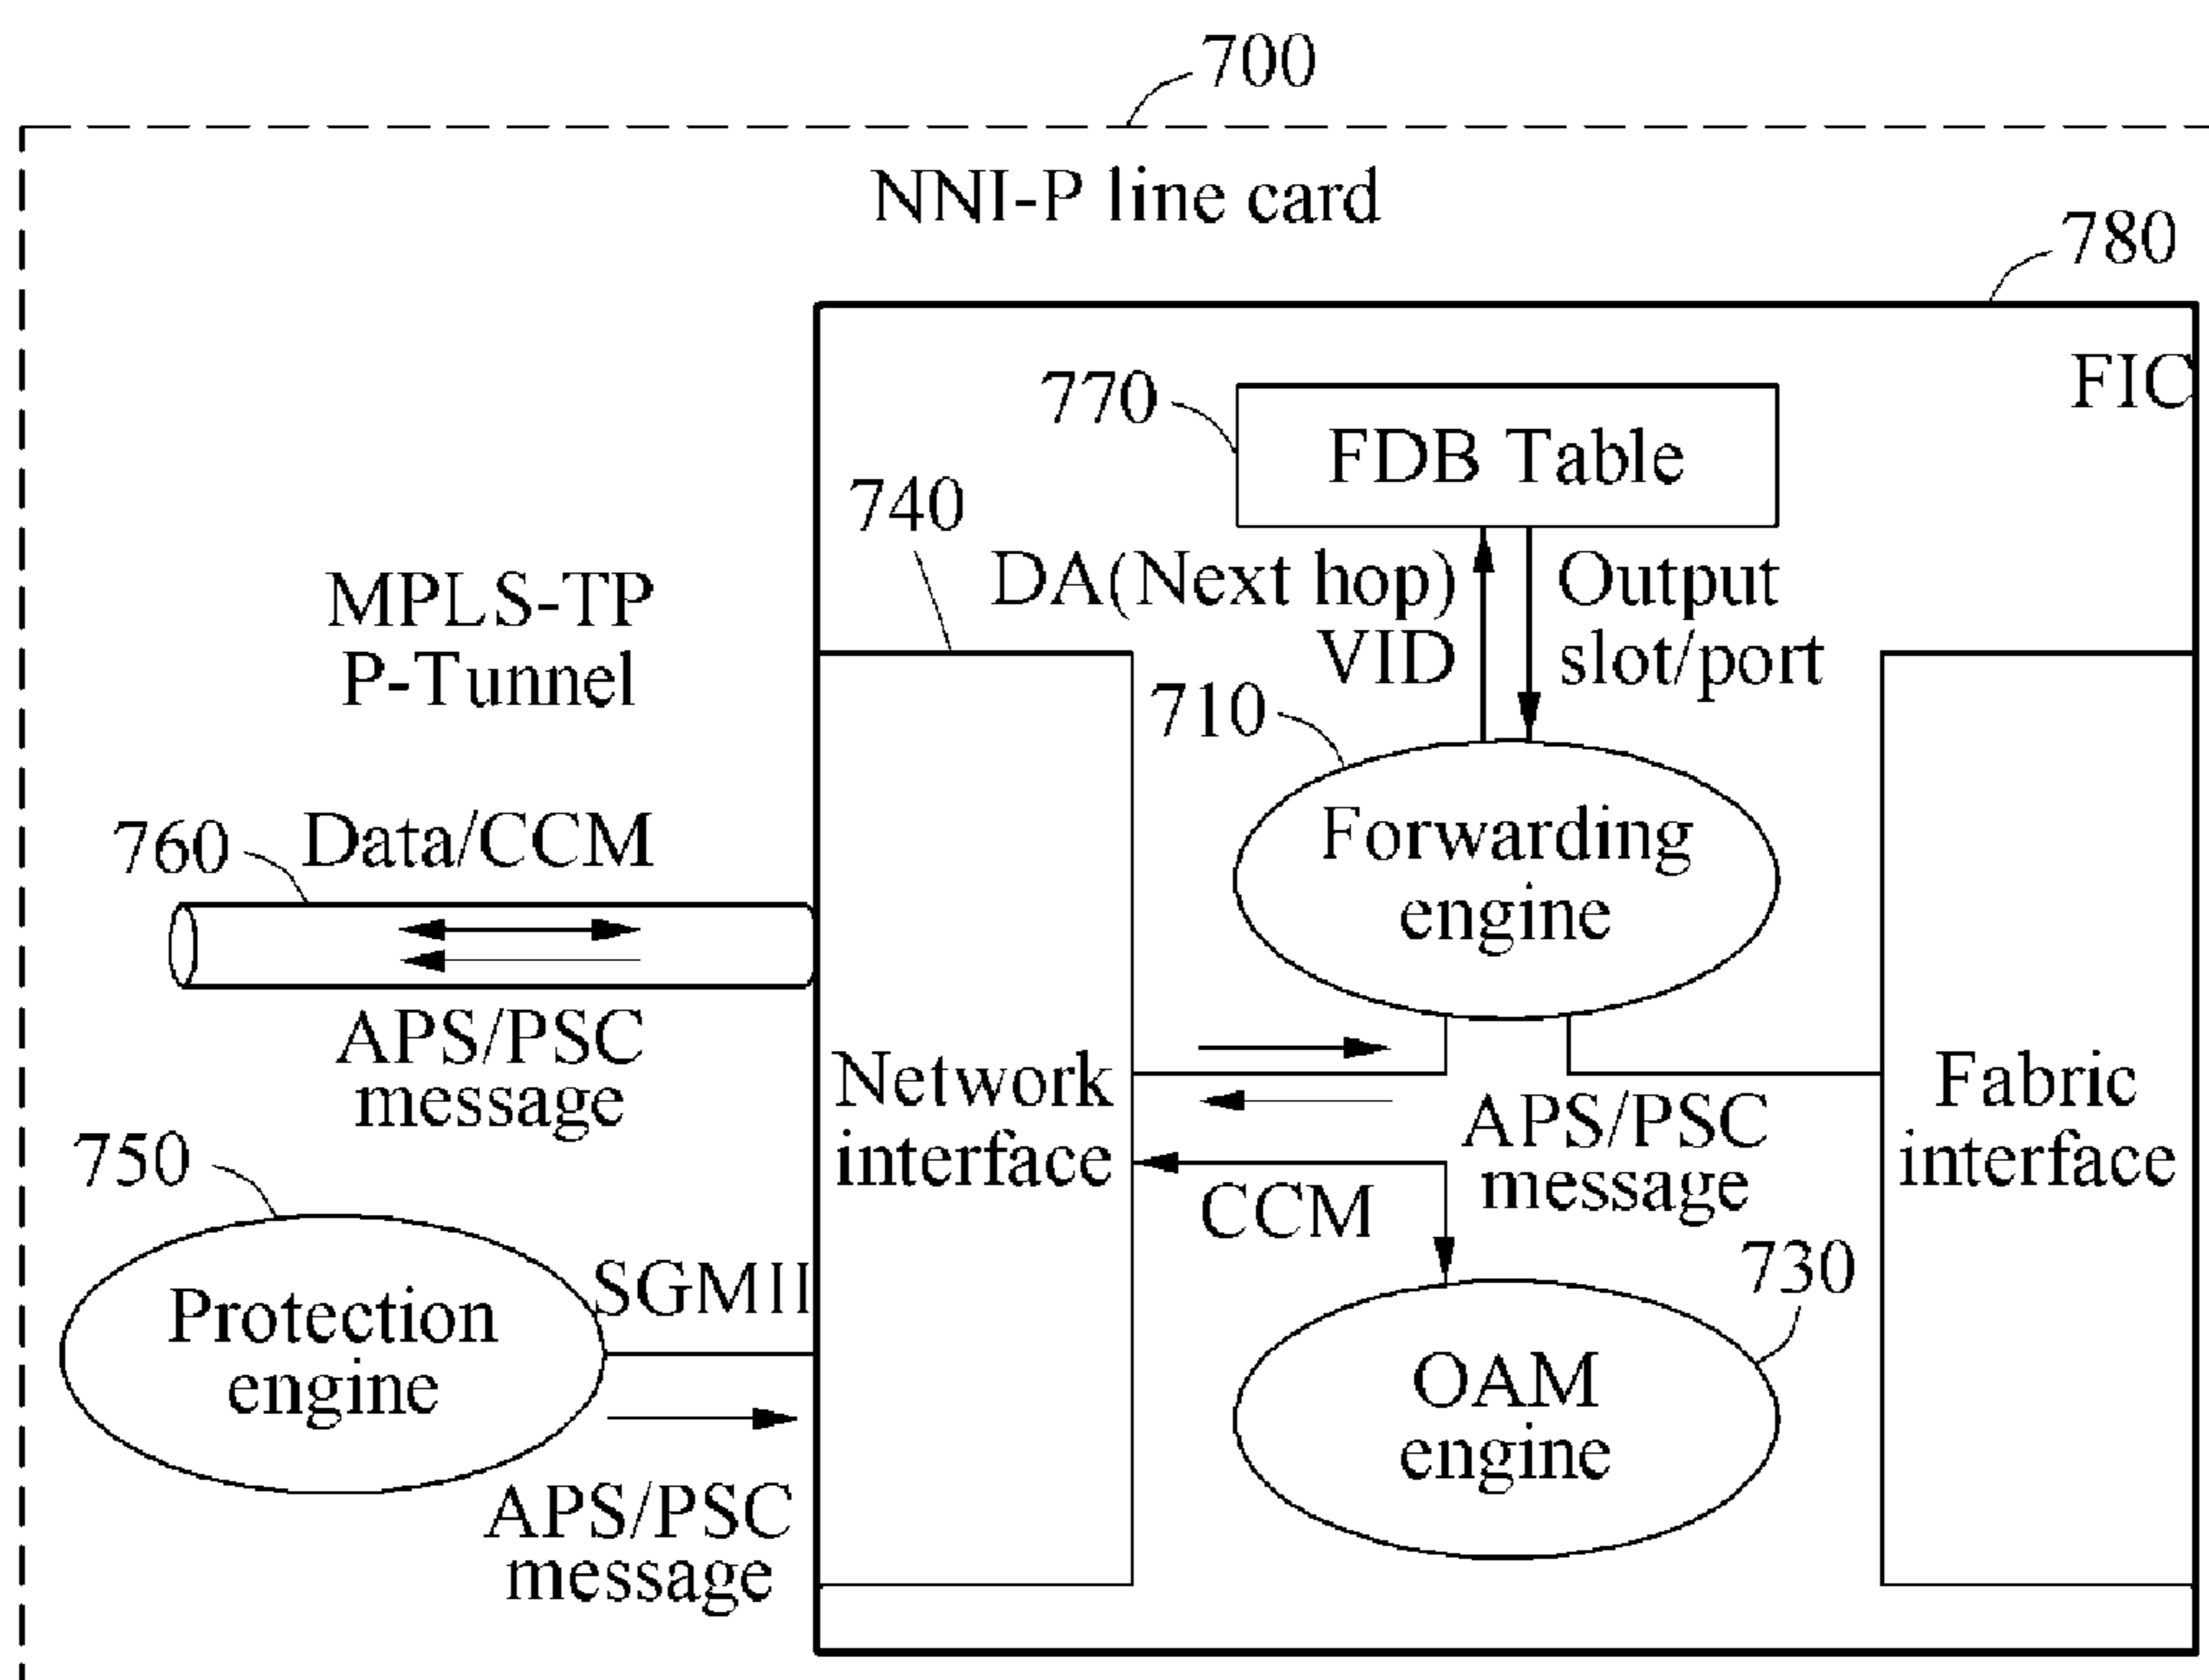 700
NNI-P line card
780
FIC
770
FDB Table
740
DA(Next hop)
VID
Output
slot/port
MPLS-TP
P-Tunnel
710
Forwarding
engine
760
Data/CCM
APS/PSC
message
Network
interface
APS/PSC
message
Fabric
interface
CCM
750
SGMII
Protection
engine
730
OAM
engine
APS/PSC
message